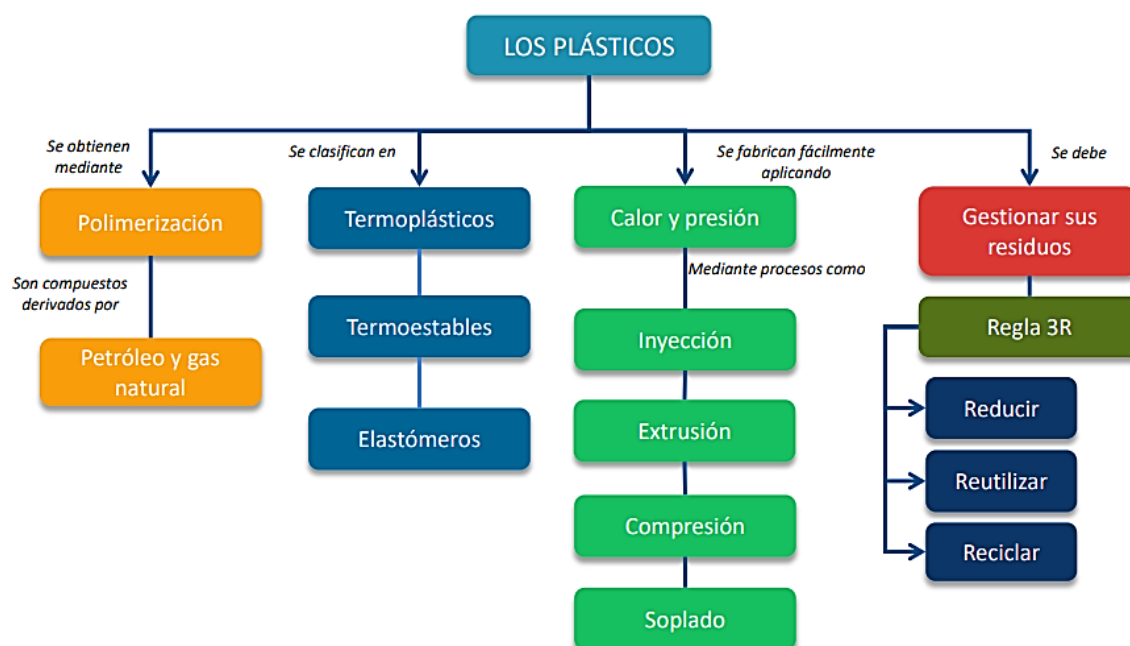 LOS PLÁSTICOS
Se obtienen
mediante
Polimerización
Son compuestos
derivados por
Petróleo y gas
natural
Se clasifican en
Termoplásticos
Termoestables
Elastómeros
Se fabrican fácilmente
aplicando
Calor y presión
Mediante procesos como
Inyección
Extrusión
Compresión
Soplado
Se debe
Gestionar sus
residuos
Regla 3R
Reducir
Reutilizar
Reciclar